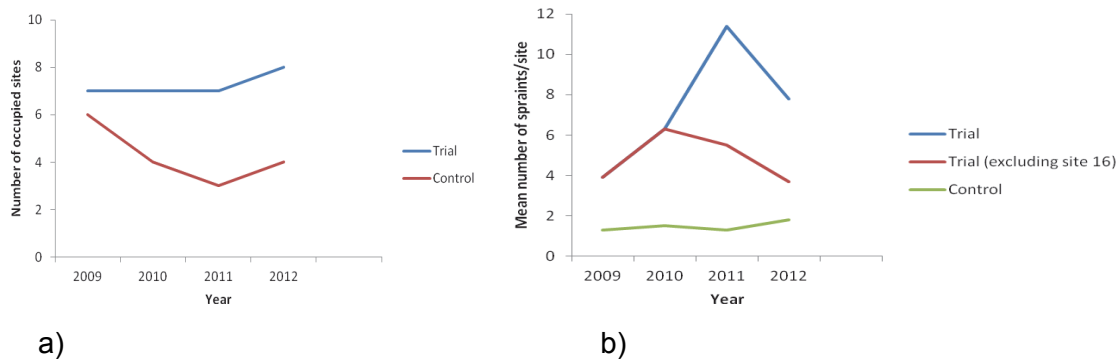 10
8
6
4
2
0
Number of occupied sites
2009 2010 2011 2012
Year
Trial
Control
a)
12
10
8
6
4
2
0
Mean number of spraints/site
2009 2010 2011 2012
Year
Trial
Trial (excluding site 16)
Control
b)